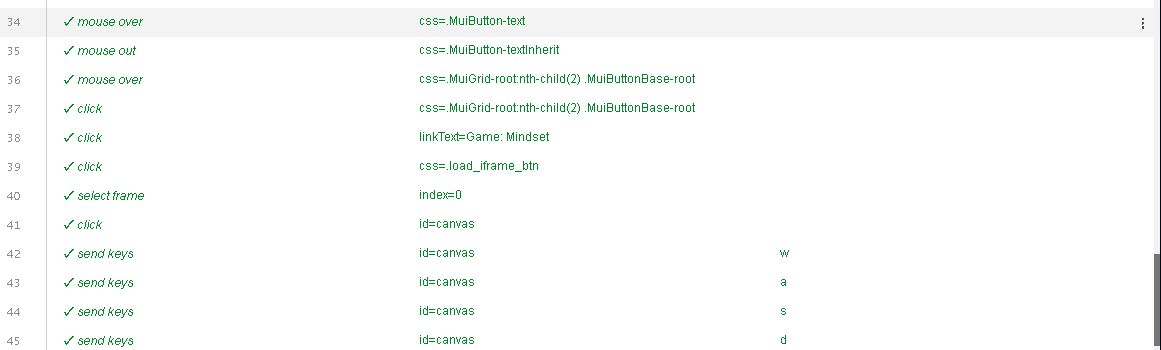 34 ✓ mouse over css=.MuiButton-text
35 ✓ mouse out css=.MuiButton-textInherit
36 ✓ mouse over css=.MuiGrid-root:nth-child(2) .MuiButtonBase-root
37 ✓ click css=.MuiGrid-root:nth-child(2) .MuiButtonBase-root
38 ✓ click linkText=Game: Mindset
39 ✓ click css=.load_iframe_btn
40 ✓ select frame index=0
41 ✓ click id=canvas
42 ✓ send keys id=canvas w
43 ✓ send keys id=canvas a
44 ✓ send keys id=canvas s
45 ✓ send keys id=canvas d